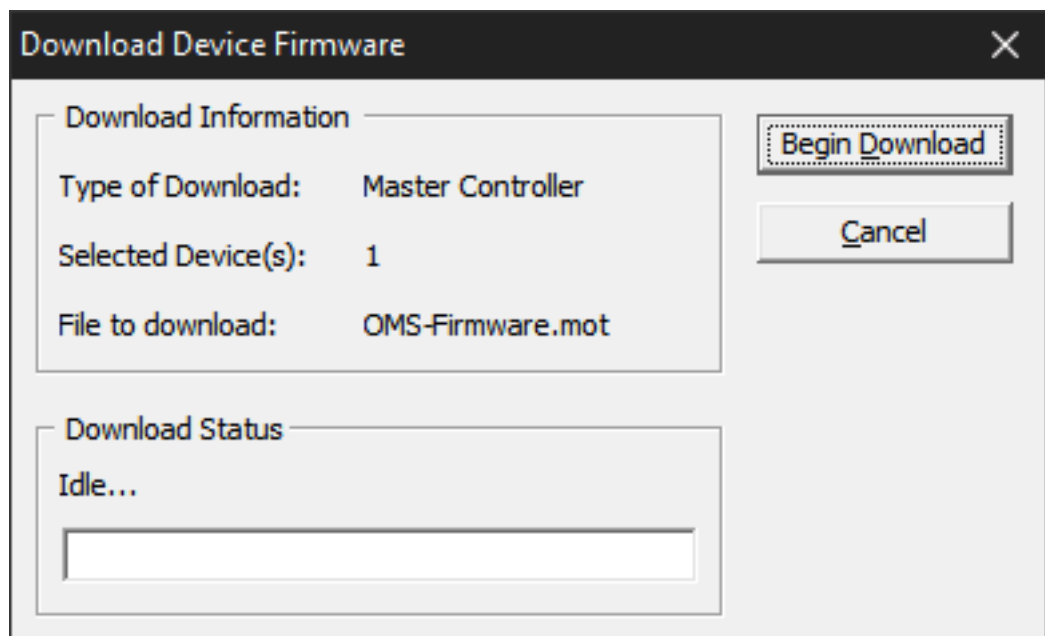 Download Device Firmware
Download Information
Type of Download: Master Controller
Selected Device(s): 1
File to download: OMS-Firmware.mot
Begin Download
Cancel
Download Status
Idle...